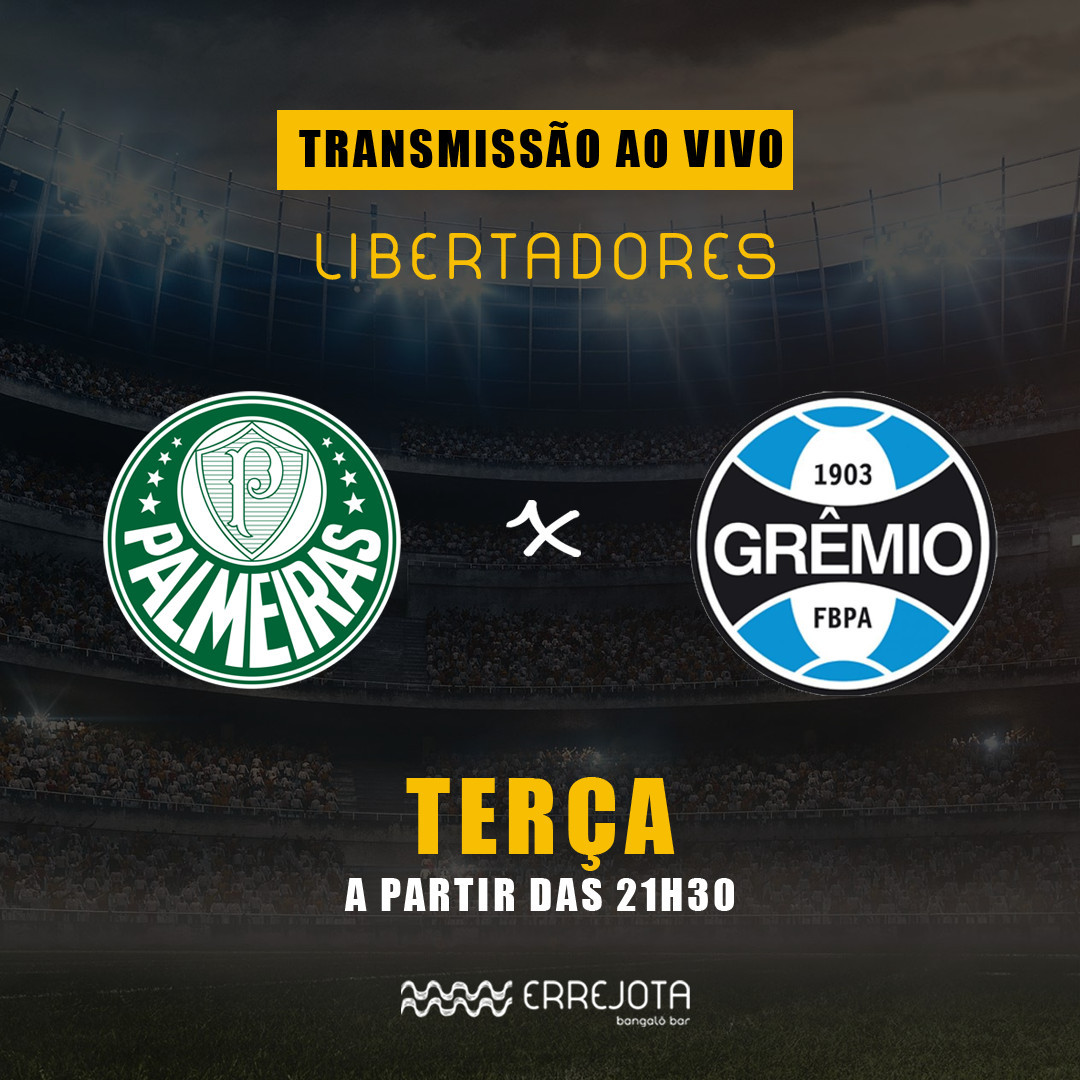 TRANSMISSÃO AO VIVO
LIBERTADORES
P
PALMEIRAS
X
1903
GRÊMIO
FBPA
TERÇA
A PARTIR DAS 21H30
ERREJOTA
bangalô bar